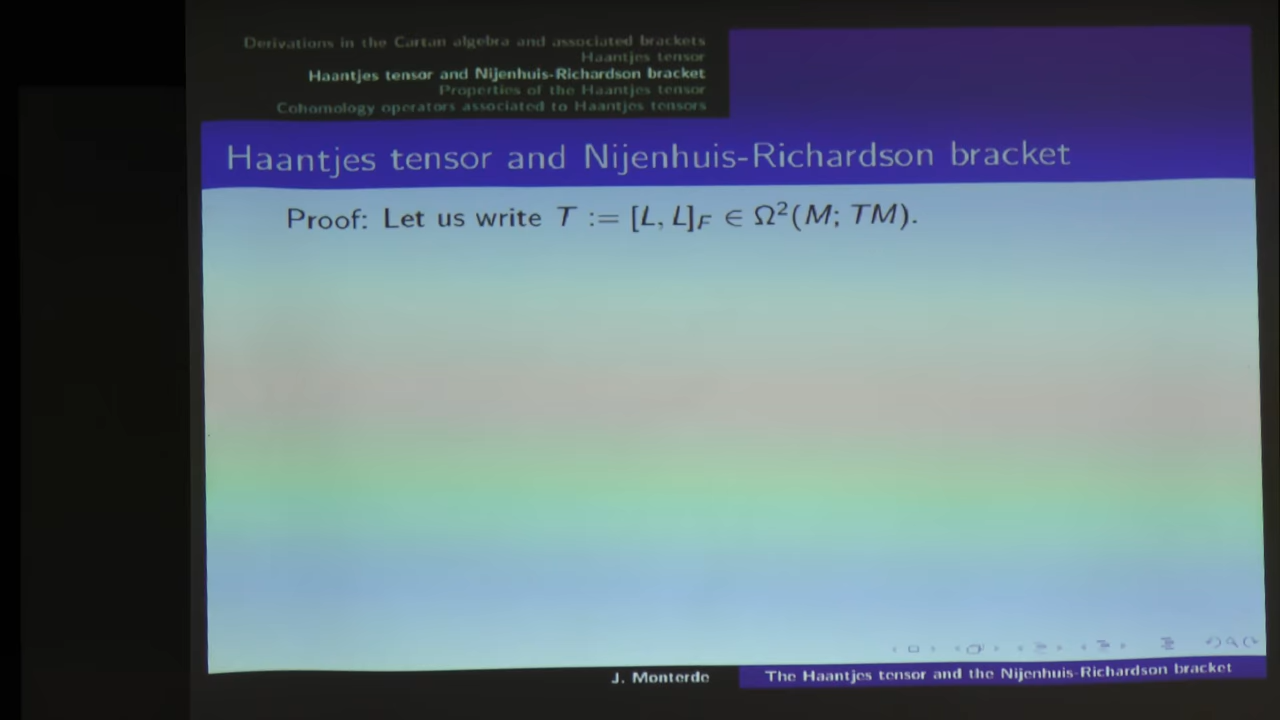 Derivations in the Cartan algebra and associated brackets
Haantjes tensor
Haantjes tensor and Nijenhuis-Richardson bracket
Properties of the Haantjes tensor
Cohomology operators associated to Haantjes tensors
Haantjes tensor and Nijenhuis-Richardson bracket
Proof: Let us write T := [L, L]_F ∈ Ω²(M; TM).
J. Monterde
The Haantjes tensor and the Nijenhuis-Richardson bracket